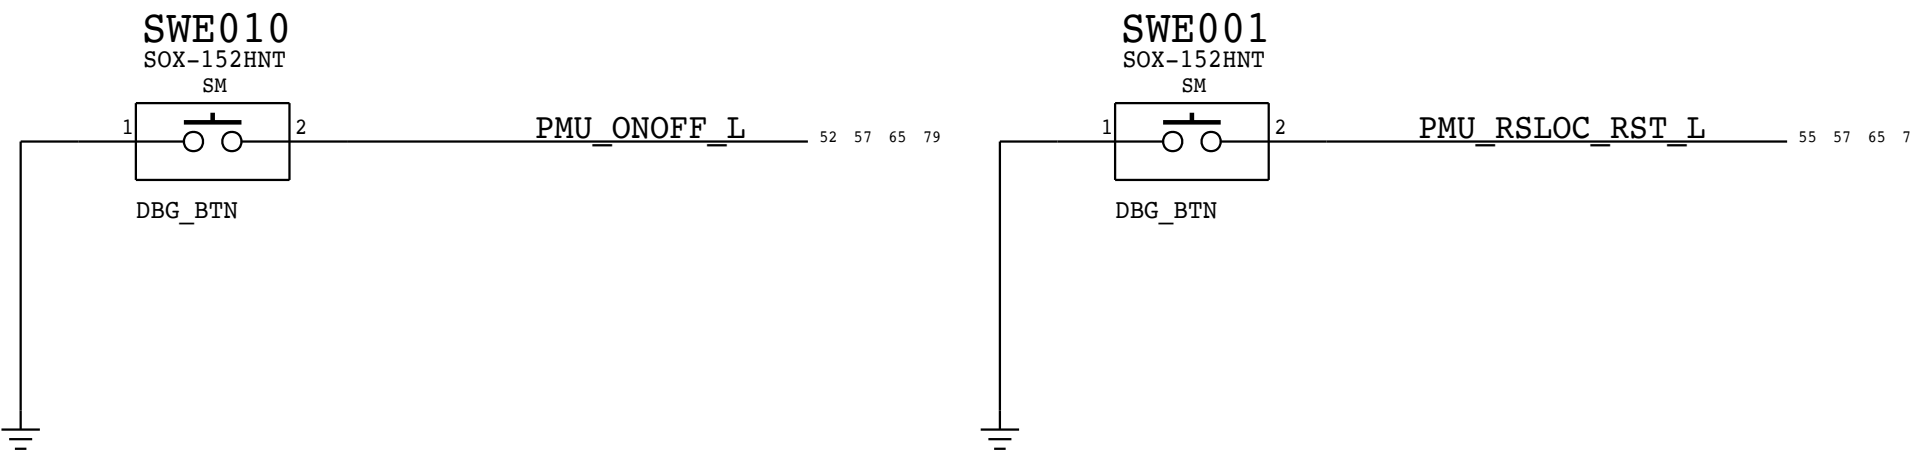 SWE010
SOX-152HNT
SM
1
2
PMU_ONOFF_L
52 57 65 79
DBG_BTN
SWE001
SOX-152HNT
SM
1
2
PMU_RSLOC_RST_L
55 57 65 7
DBG_BTN